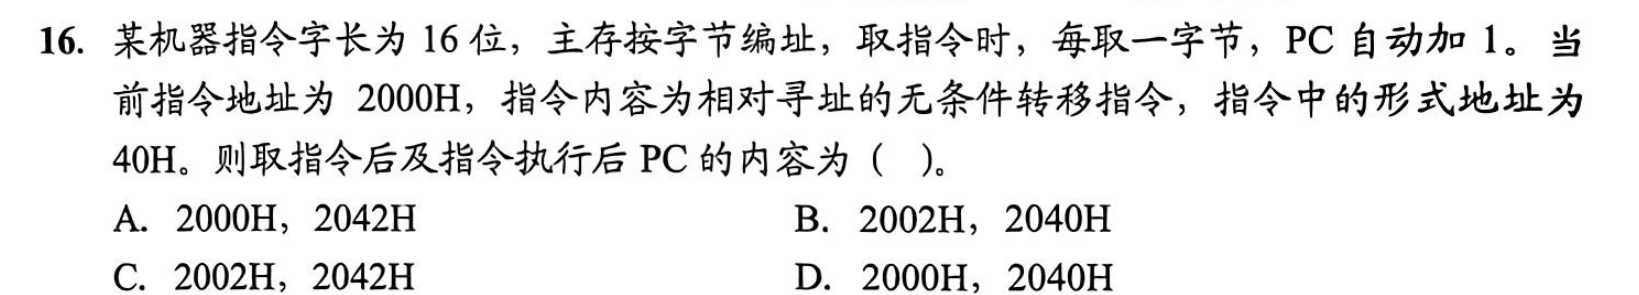 16. 某机器指令字长为 16 位，主存按字节编址，取指令时，每取一字节，PC 自动加 1。当
前指令地址为 2000H，指令内容为相对寻址的无条件转移指令，指令中的形式地址为
40H。则取指令后及指令执行后 PC 的内容为（ ）。
A. 2000H，2042H B. 2002H，2040H
C. 2002H，2042H D. 2000H，2040H